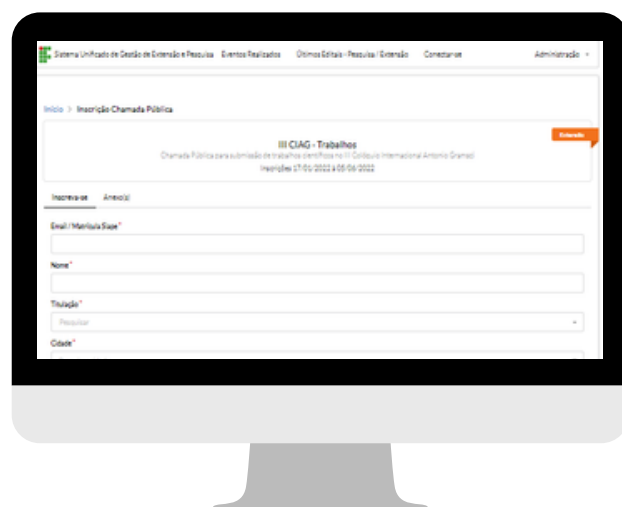 Sistema Unificado de Gestão de Extensão e Pesquisa Eventos Realizados Últimos Editais - Pesquisa / Extensão Conectar-se Administração
Início > Inscrição Chamada Pública
Extensão
III CIAG - Trabalhos
Chamada Pública para submissão de trabalhos científicos no III Colóquio Internacional Antonio Gramsci
Inscrições 17/01/2022 à 05/06/2022
Inscreva-se Anexo(s)
Email / Matrícula Siape *
Nome *
Titulação *
Pesquisar
Cidade *